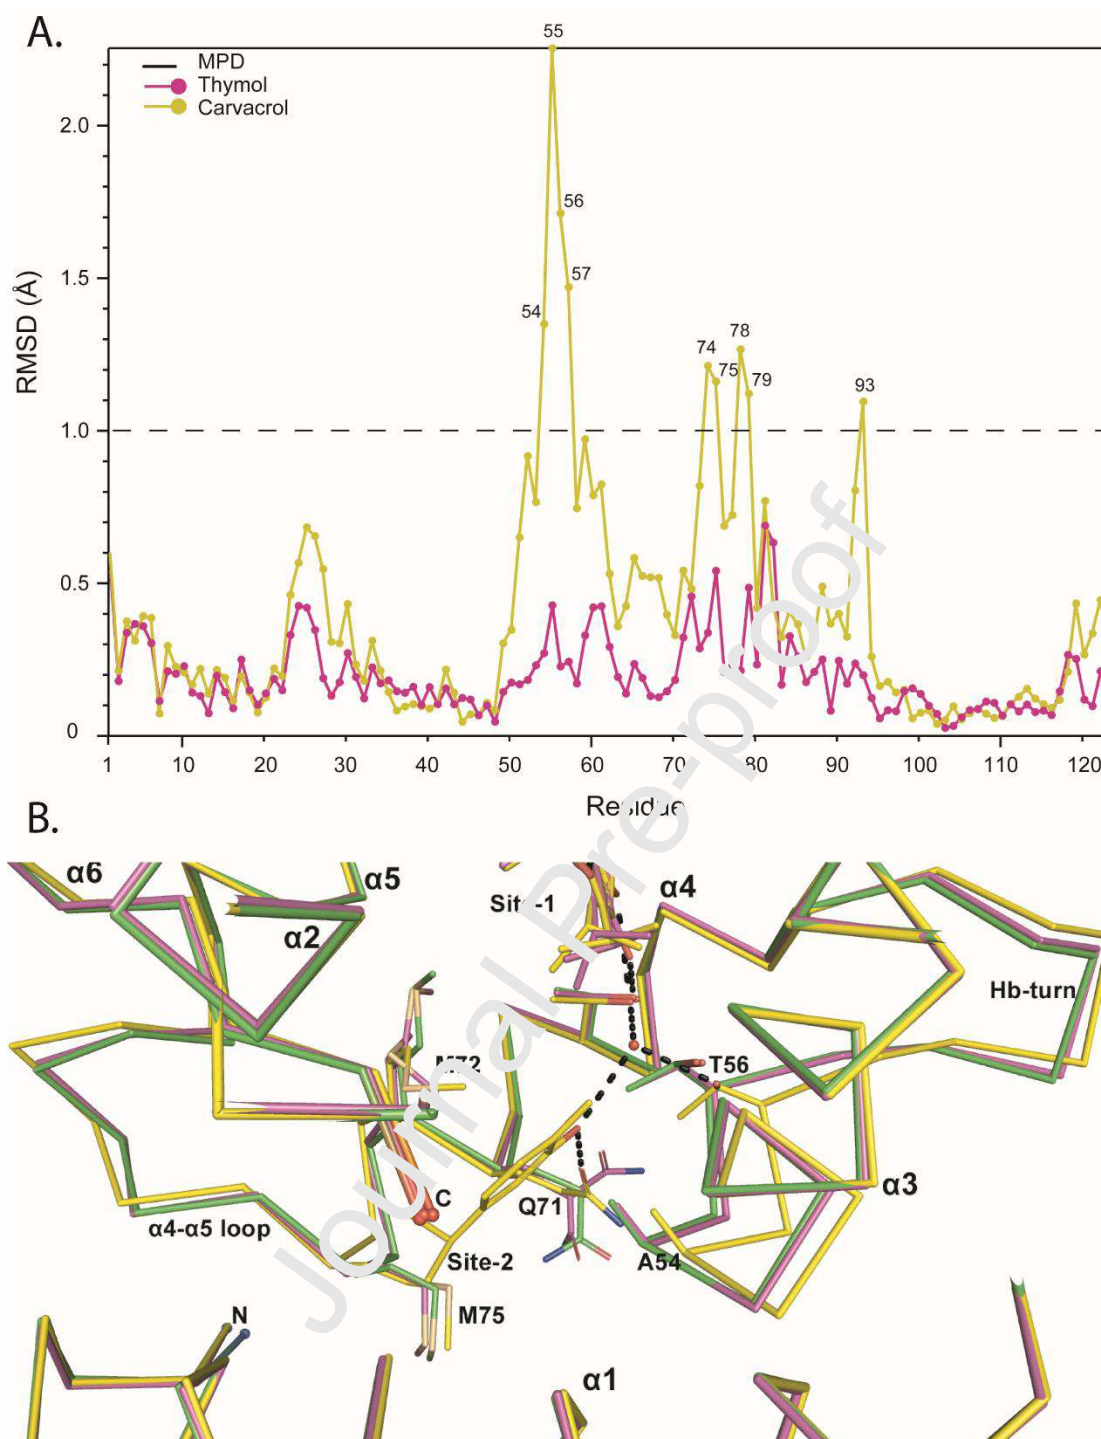 A.
55
MPD
Thymol
Carvacrol
2.0
56
57
1.5
54
78
74
75
79
93
RMSD (Å)
1.0
0.5
0
1 10 20 30 40 50 60 70 80 90 100 110 120
Residue
B.
α6
α5
α4
Site-1
α2
Hb-turn
M72
T56
α3
C
Q71
α4-α5 loop
Site-2
A54
M75
N
α1
Journal Pre-proof